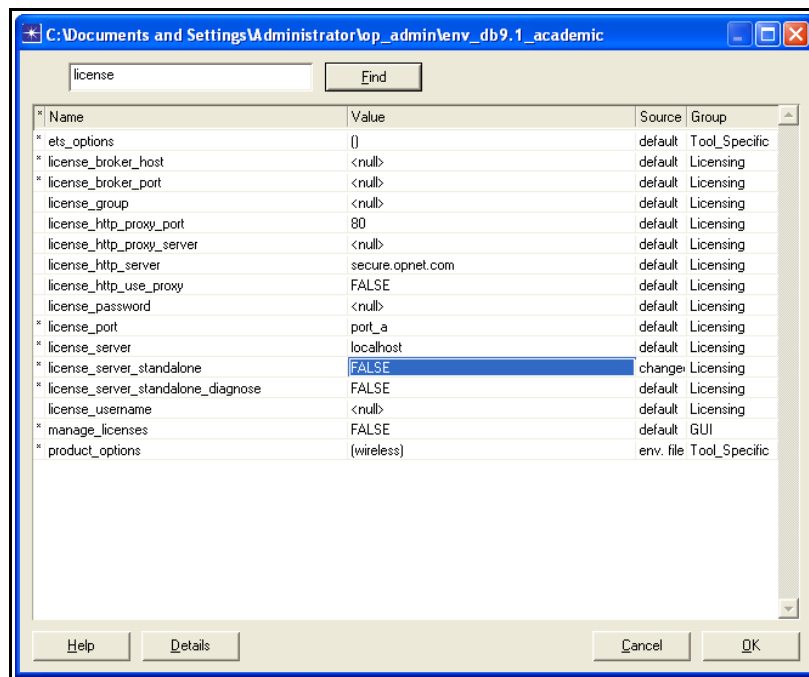 C:\Documents and Settings\Administrator\op_admin\env_db9.1_academic
license Find
* Name Value Source Group
* ets_options () default Tool_Specific
* license_broker_host <null> default Licensing
* license_broker_port <null> default Licensing
license_group <null> default Licensing
license_http_proxy_port 80 default Licensing
license_http_proxy_server <null> default Licensing
license_http_server secure.opnet.com default Licensing
license_http_use_proxy FALSE default Licensing
license_password <null> default Licensing
* license_port port_a default Licensing
* license_server localhost default Licensing
* license_server_standalone FALSE change Licensing
* license_server_standalone_diagnose FALSE default Licensing
license_username <null> default Licensing
* manage_licenses FALSE default GUI
* product_options (wireless) env. file Tool_Specific
Help Details Cancel OK